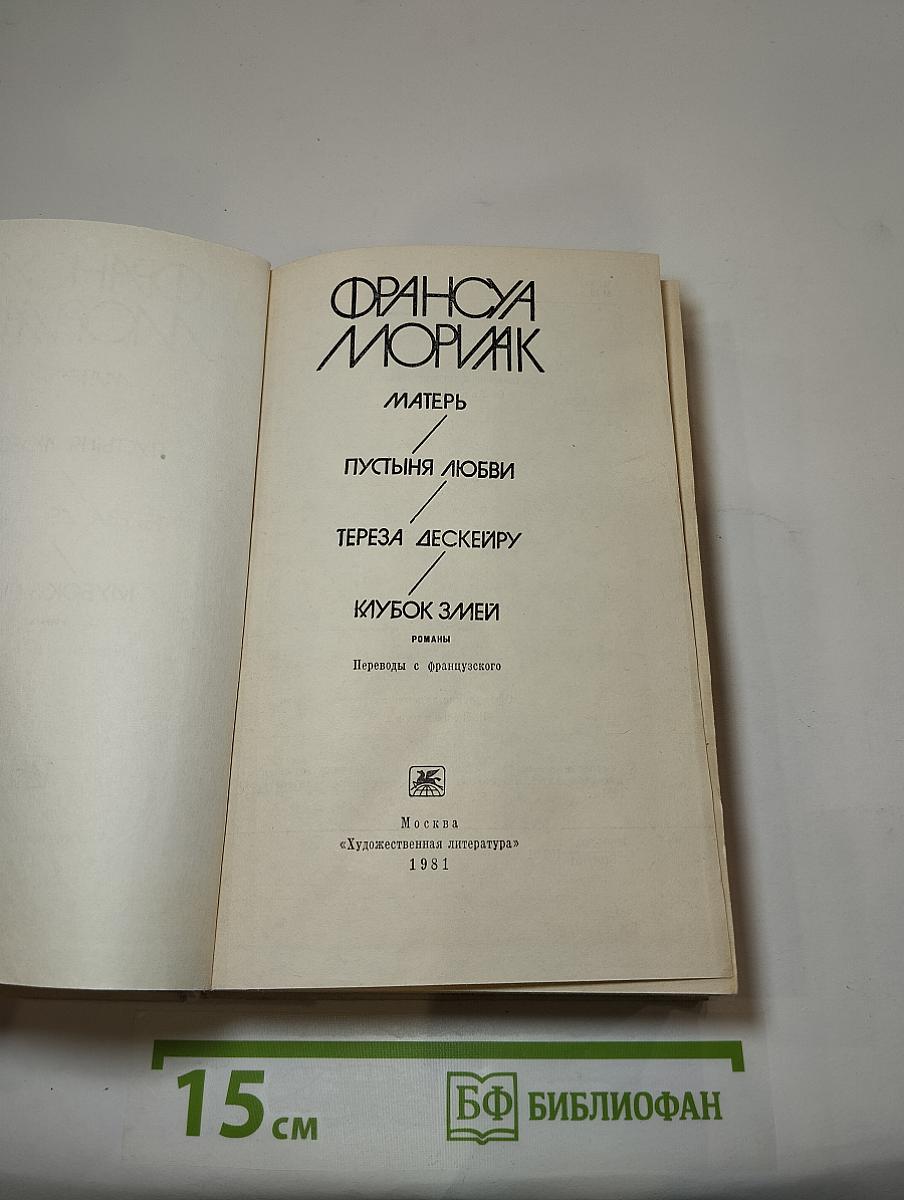 ФРАНСУА
МОРИАК
МАТЕРЬ
ПУСТЫНЯ ЛЮБВИ
ТЕРЕЗА ДЕСКЕЙРУ
КЛУБОК ЗМЕЙ
РОМАНЫ
Переводы с французского
Москва
«Художественная литература»
1981
15 см
БФ БИБЛИОФАН